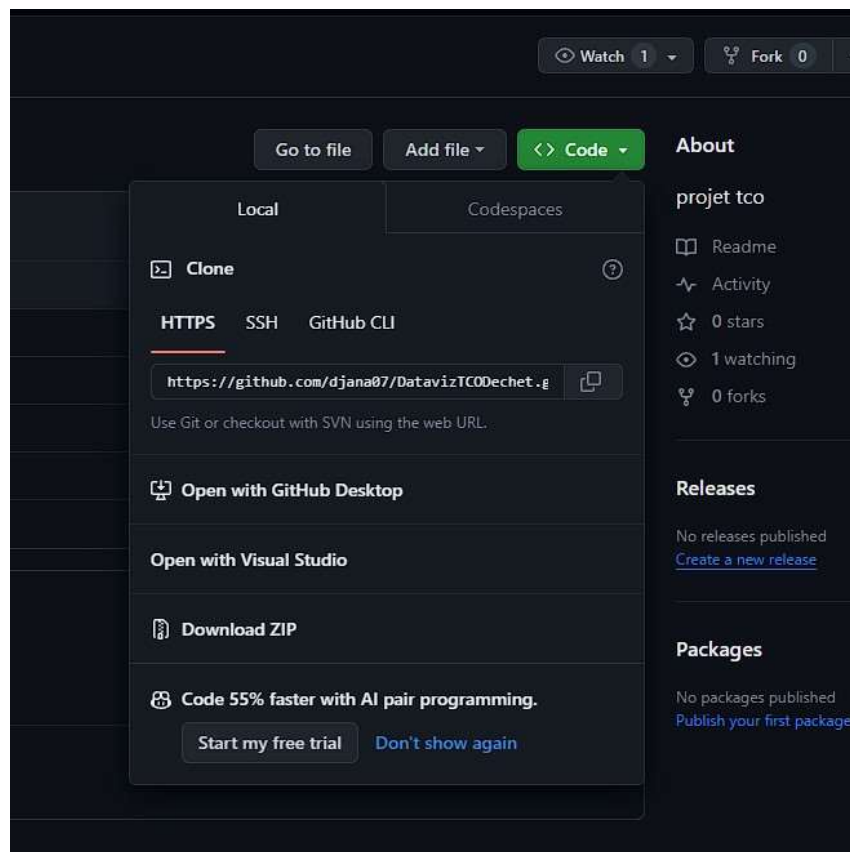 Watch 1
Fork 0
Go to file
Add file
Code
Local
Codespaces
Clone
HTTPS
SSH
GitHub CLI
https://github.com/djana07/DatavizTCODechet.g
Use Git or checkout with SVN using the web URL.
Open with GitHub Desktop
Open with Visual Studio
Download ZIP
Code 55% faster with AI pair programming.
Start my free trial
Don't show again
About
projet tco
Readme
Activity
0 stars
1 watching
0 forks
Releases
No releases published
Create a new release
Packages
No packages published
Publish your first package